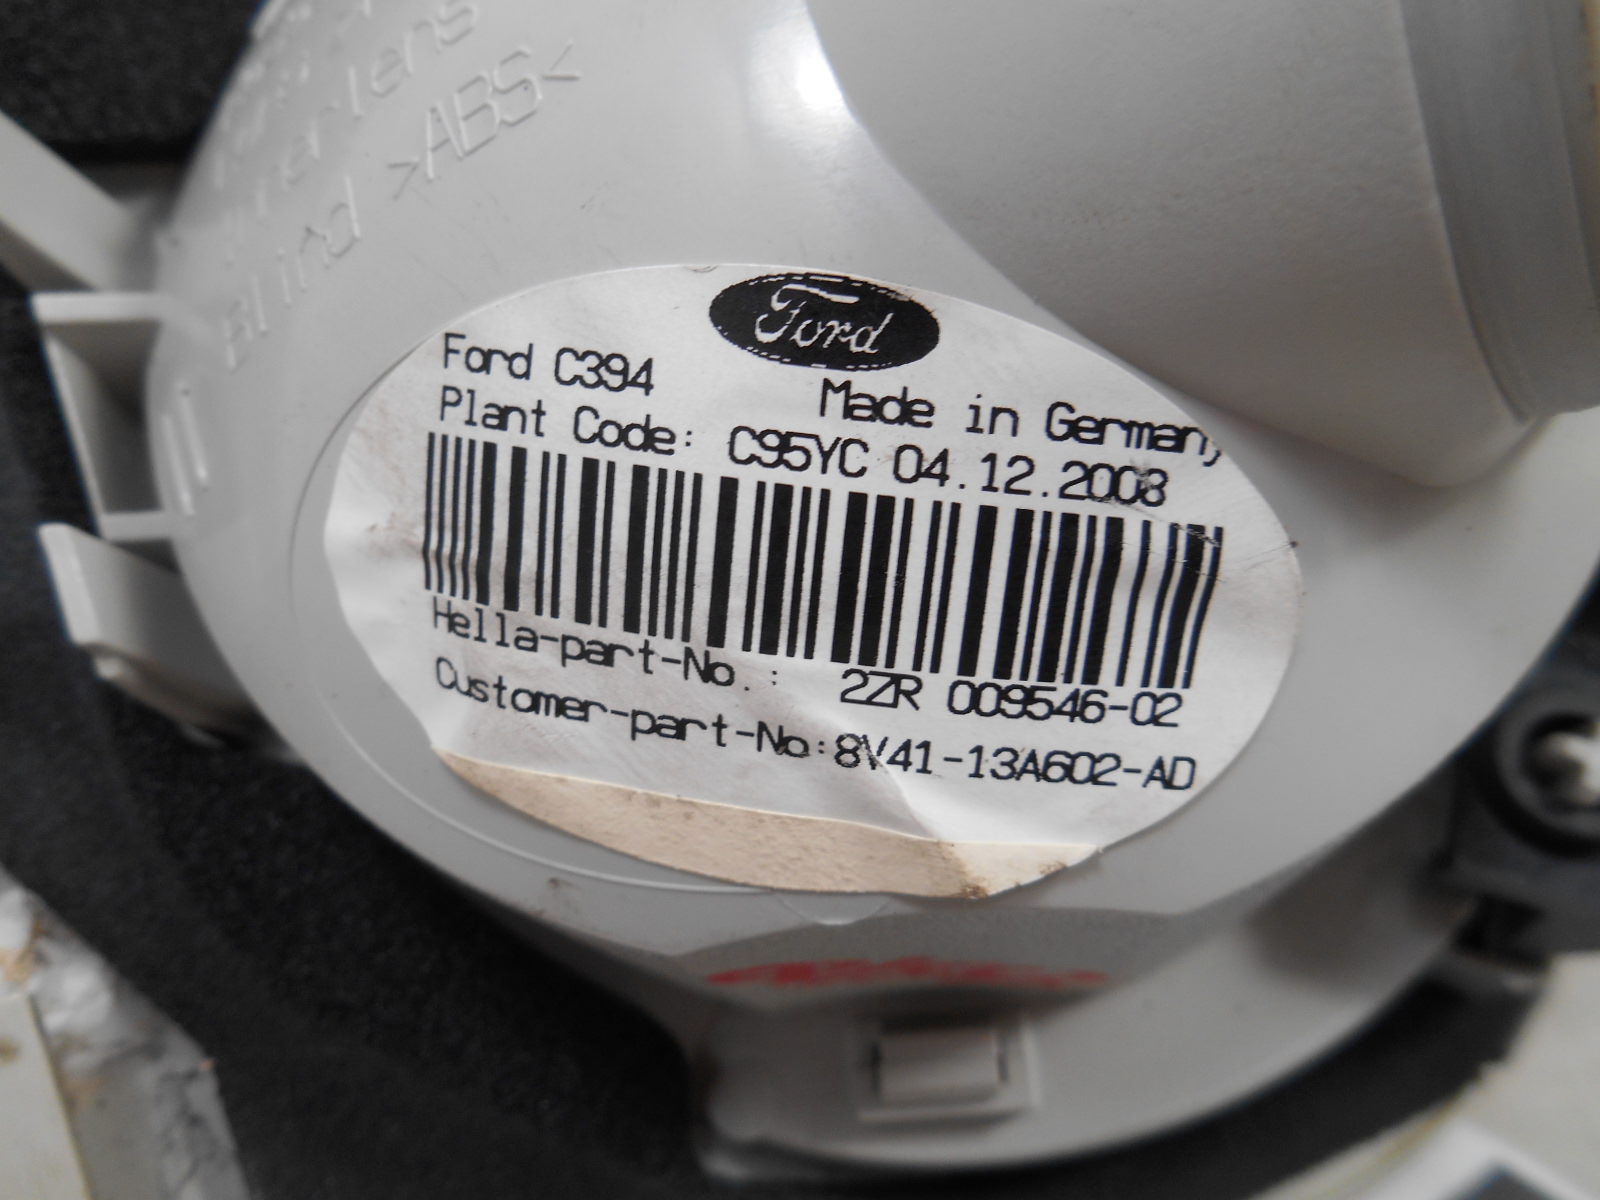 Blind >ABS<
Ford
Ford C394
Made in Germany
Plant Code: C95YC 04.12.2008
Hella-part-No.: 2ZR 009546-02
Customer-part-No:8V41-13A602-AD